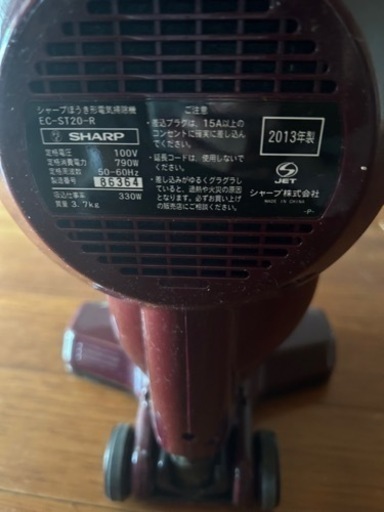 シャープほうき形電気掃除機
EC-ST20-R
SHARP
定格電圧 100V
定格消費電力 790W
定格周波数 50-60Hz
製造番号 86364
吸込仕事率 330W
質量 3.7kg
ご注意
•差込プラグは、15A以上の
コンセントに確実に差し込ん
でください。
•延長コードは、使用しないで
ください。
•差し込みがゆるくグラグラし
ていると、過熱や火災の原因
となります。必ずお買い上げ
の販売店にご相談ください。
2013年製
JET
シャープ株式会社
MADE IN CHINA
-P-